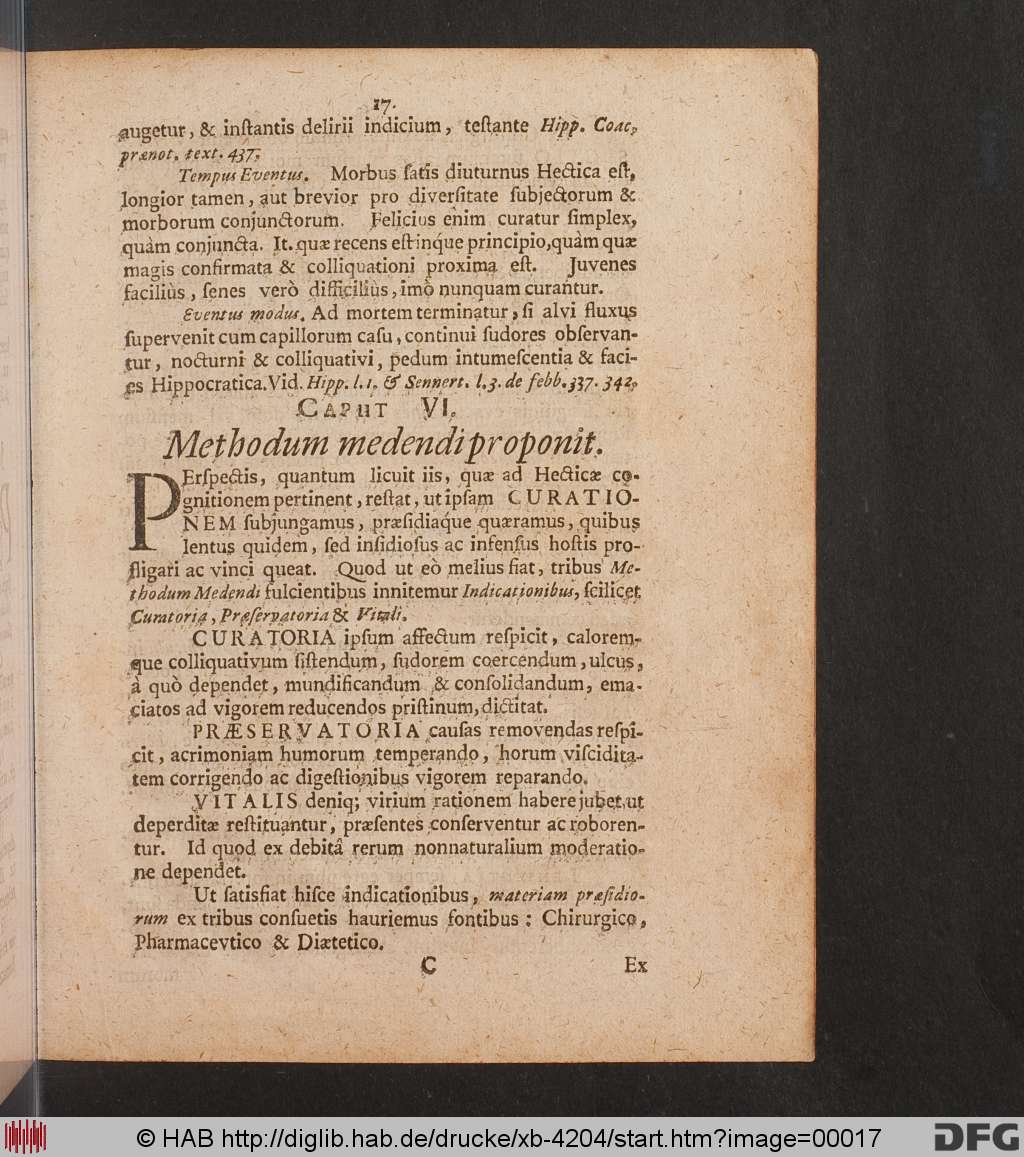 17.
augetur, & inſtantis delirii indicium, teſtante Hipp. Coac,
prænot. text. 437,
Tempus Eventus. Morbus ſatis diuturnus Hectica eſt,
longior tamen, aut brevior pro diverſitate ſubjectorum &
morborum conjunctorum. Felicius enim curatur ſimplex,
quàm conjuncta. It. quæ recens eſt inq́ue principio, quàm quæ
magis confirmata & colliquationi proxima eſt. Juvenes
faciliùs, ſenes verò difficiliùs, imò nunquam curantur.
Eventus modus. Ad mortem terminatur, ſi alvi fluxus
ſupervenit cum capillorum caſu, continui ſudores obſervan-
tur, nocturni & colliquativi, pedum intumeſcentia & faci-
es Hippocratica. Vid. Hipp. l. 1. & Sennert. l. 3. de febb. 337. 342,
CAPUT VI.
Methodum medendi proponit.
PErſpectis, quantum licuit iis, quæ ad Hecticæ co-
gnitionem pertinent, reſtat, ut ipſam CURATIO-
NEM ſubjungamus, præſidiaque quæramus, quibus
lentus quidem, ſed inſidioſus ac infenſus hoſtis pro-
fligari ac vinci queat. Quod ut eò melius fiat, tribus Me-
thodum Medendi fulcientibus innitemur Indicationibus, ſcilicet
Curatoria, Præſervatoria & Vitali.
CURATORIA ipſum affectum reſpicit, calorem-
que colliquativum ſiſtendum, ſudorem coercendum, ulcus,
à quò dependet, mundificandum & conſolidandum, ema-
ciatos ad vigorem reducendos priſtinum, dictitat.
PRÆSERVATORIA cauſas removendas reſpi-
cit, acrimoniam humorum temperando, horum viſcidita-
tem corrigendo ac digeſtionibus vigorem reparando.
VITALIS deniq; virium rationem habere jubet, ut
deperditæ reſtituantur, præſentes conſerventur ac roboren-
tur. Id quod ex debitâ rerum nonnaturalium moderatio-
ne dependet.
Ut ſatisfiat hiſce indicationibus, materiam præſidio-
rum ex tribus conſuetis hauriemus fontibus: Chirurgico,
Pharmacevtico & Diætetico.
C Ex
© HAB http://diglib.hab.de/drucke/xb-4204/start.htm?image=00017
DFG